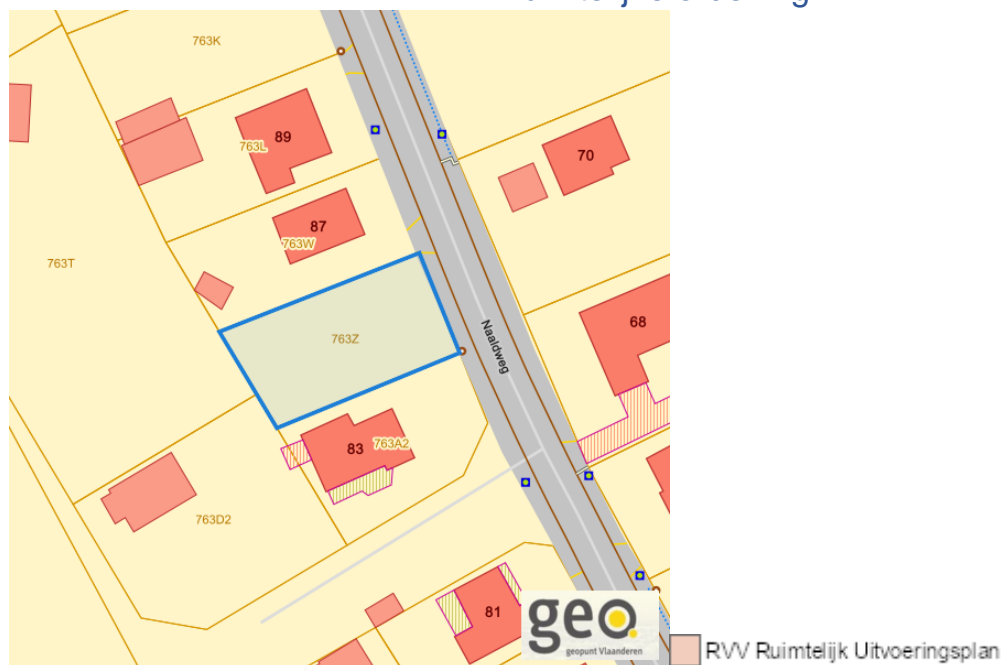 763K
89
763L
70
87
763W
763T
Naaldweg
68
763Z
83
763A2
763D2
81
geo.
geopunt Vlaanderen
RVV Ruimtelijk Uitvoeringsplan